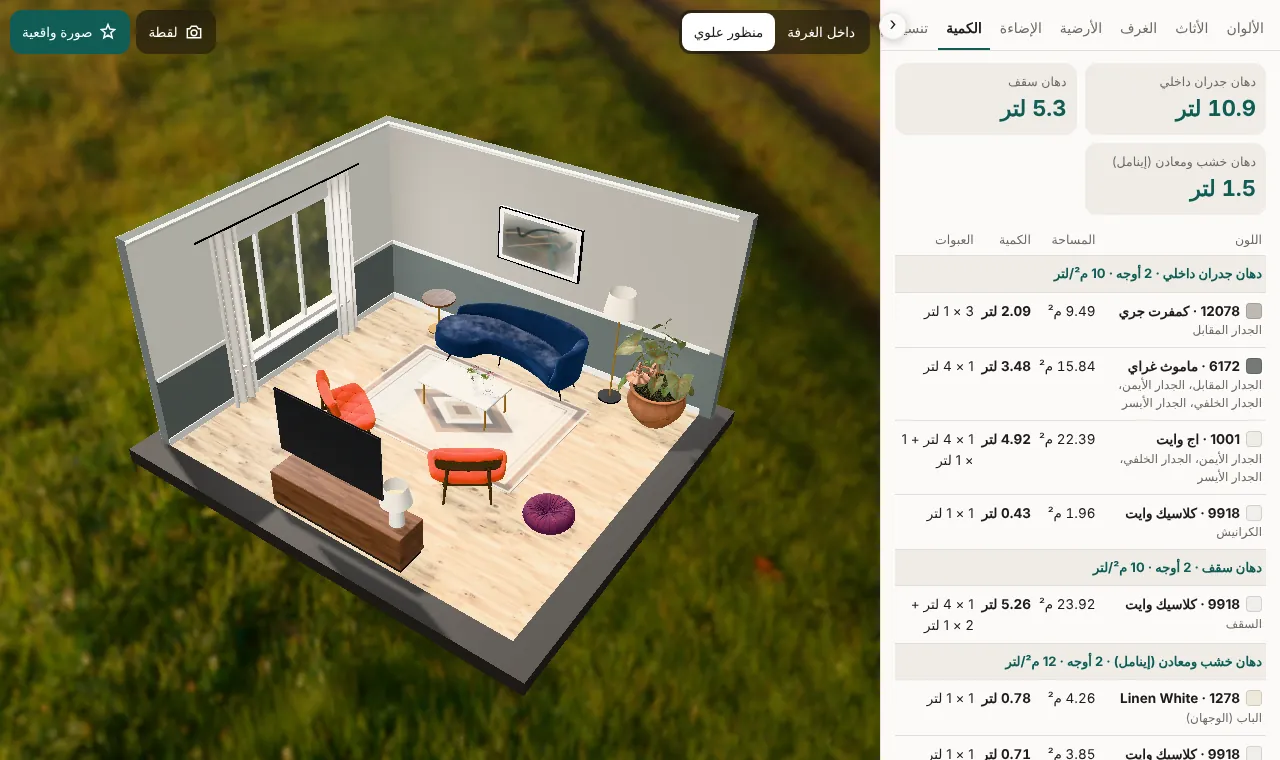 صورة واقعية
لقطة
منظور علوي
داخل الغرفة
الألوان
الأثاث
الغرف
الأرضية
الإضاءة
الكمية
دهان جدران داخلي
10.9 لتر
دهان سقف
5.3 لتر
دهان خشب ومعادن (إينامل)
1.5 لتر
اللون المساحة الكمية العبوات
دهان جدران داخلي · 2 أوجه · 10 م²/لتر
12078 · كمفرت جري 9.49 م² 2.09 لتر 3 × 1 لتر
الجدار المقابل
6172 · ماموث غراي 15.84 م² 3.48 لتر 1 × 4 لتر
الجدار المقابل، الجدار الأيمن،
الجدار الخلفي، الجدار الأيسر
1001 · اج وايت 22.39 م² 4.92 لتر 1 × 4 لتر + 1
× 1 لتر
الجدار الأيمن، الجدار الخلفي،
الجدار الأيسر
9918 · كلاسيك وايت 1.96 م² 0.43 لتر 1 × 1 لتر
الكرانيش
دهان سقف · 2 أوجه · 10 م²/لتر
9918 · كلاسيك وايت 23.92 م² 5.26 لتر 1 × 4 لتر +
2 × 1 لتر
السقف
دهان خشب ومعادن (إينامل) · 2 أوجه · 12 م²/لتر
1278 · Linen White 4.26 م² 0.78 لتر 1 × 1 لتر
الباب (الوجهان)
9918 · كلاسيك وايت 3.85 م² 0.71 لتر 1 × 1 لتر